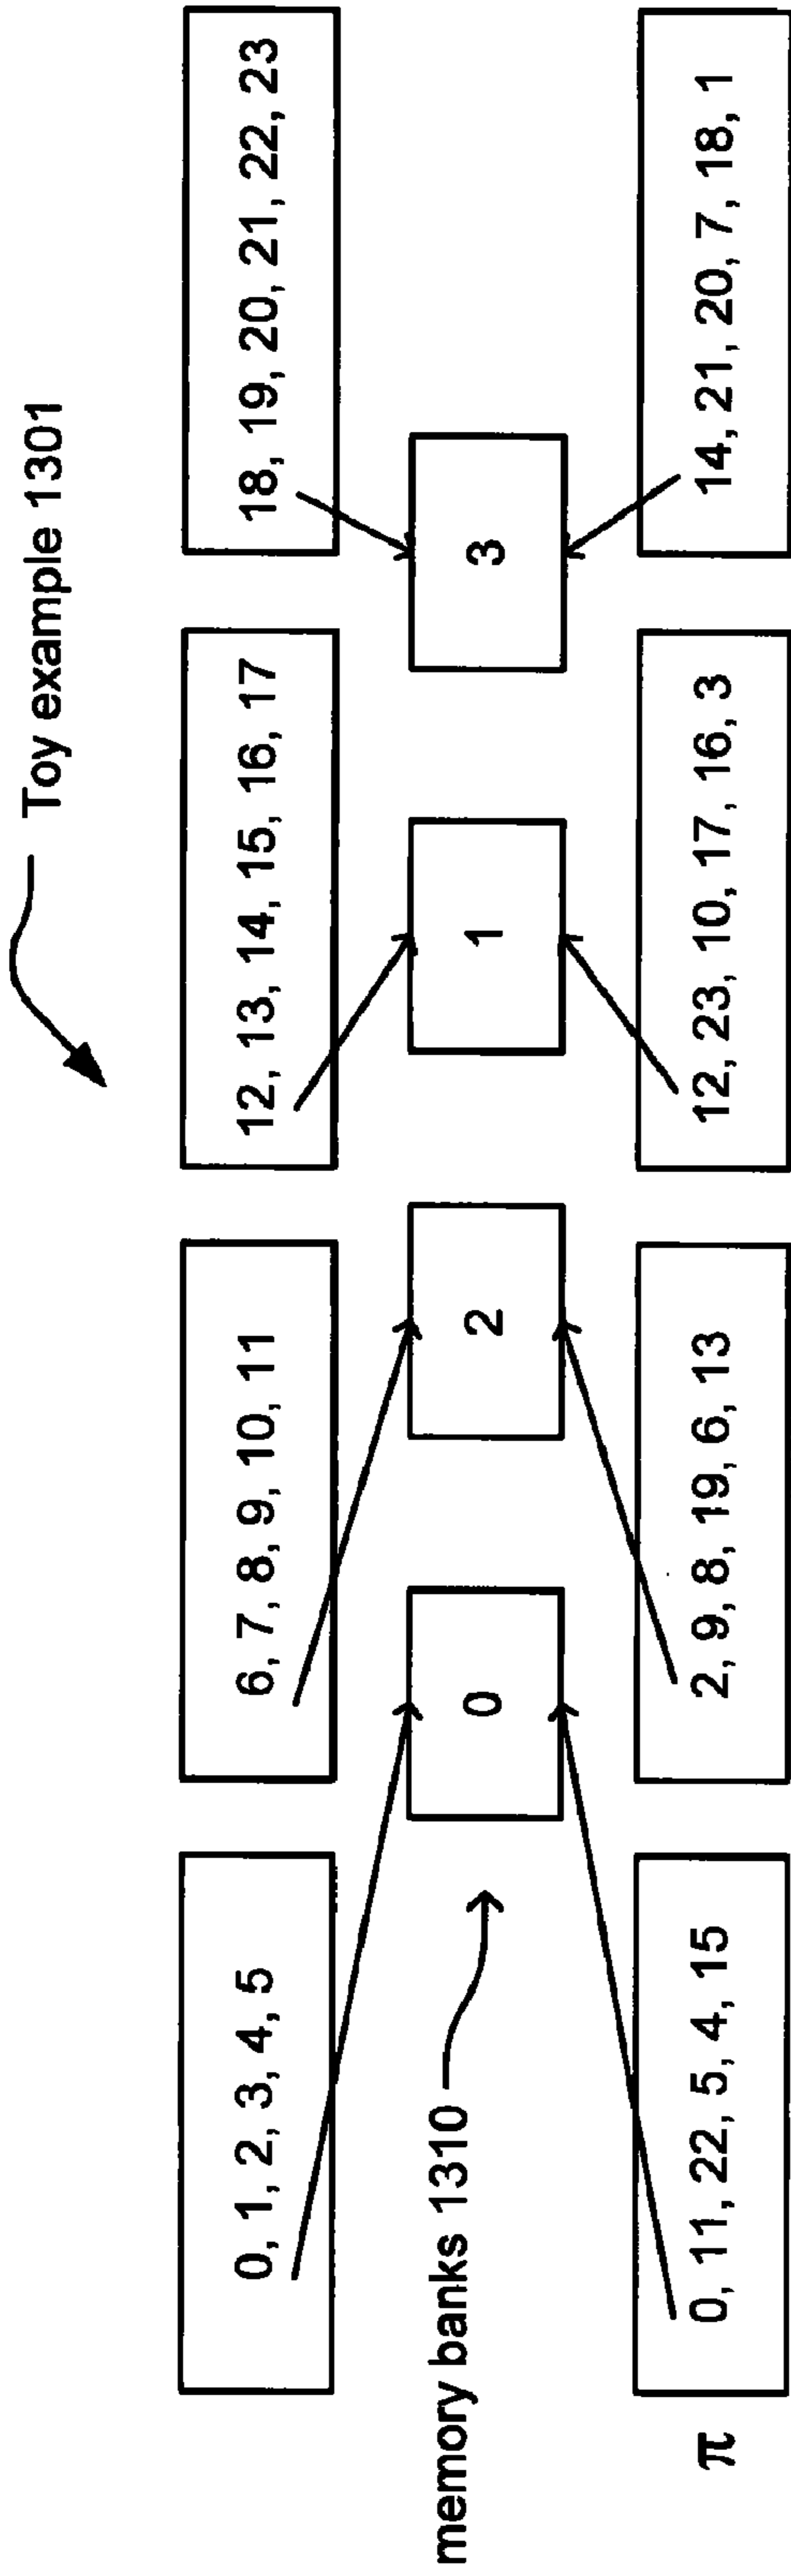 Toy example 1301
0, 1, 2, 3, 4, 5
6, 7, 8, 9, 10, 11
12, 13, 14, 15, 16, 17
18, 19, 20, 21, 22, 23
memory banks 1310
0
2
1
3
π
0, 11, 22, 5, 4, 15
2, 9, 8, 19, 6, 13
12, 23, 10, 17, 16, 3
14, 21, 20, 7, 18, 1